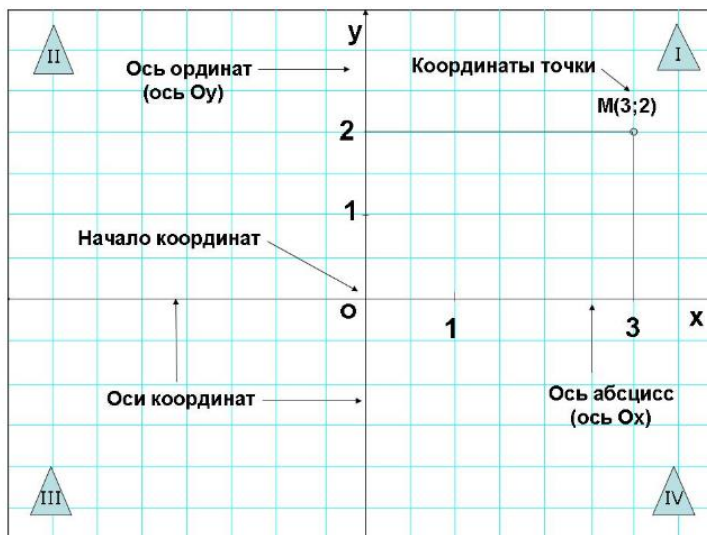 II
y
I
Ось ординат
(ось Оу)
Координаты точки
М(3;2)
2
1
Начало координат
о
1
3
х
Оси координат
Ось абсцисс
(ось Ох)
III
IV